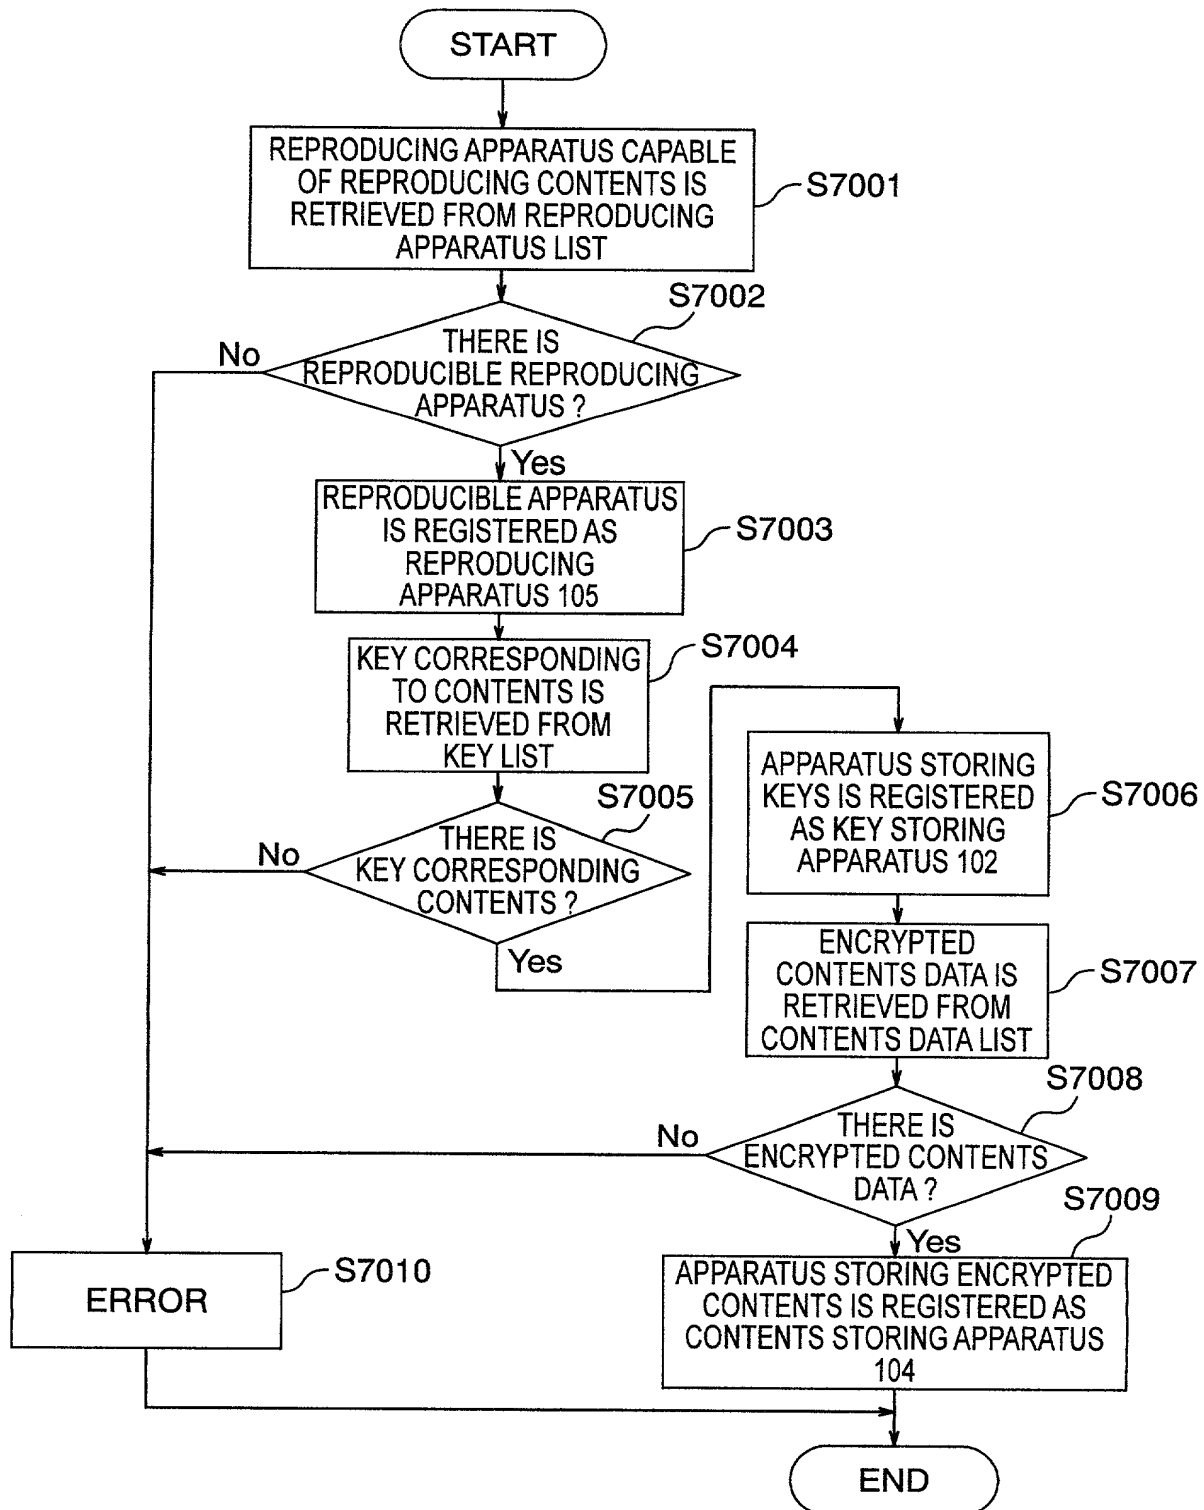 START
REPRODUCING APPARATUS CAPABLE
OF REPRODUCING CONTENTS IS
RETRIEVED FROM REPRODUCING
APPARATUS LIST
S7001
S7002
THERE IS
REPRODUCIBLE REPRODUCING
APPARATUS ?
No
Yes
REPRODUCIBLE APPARATUS
IS REGISTERED AS
REPRODUCING
APPARATUS 105
S7003
KEY CORRESPONDING
TO CONTENTS IS
RETRIEVED FROM
KEY LIST
S7004
S7005
THERE IS
KEY CORRESPONDING
CONTENTS ?
No
Yes
APPARATUS STORING
KEYS IS REGISTERED
AS KEY STORING
APPARATUS 102
S7006
ENCRYPTED
CONTENTS DATA IS
RETRIEVED FROM
CONTENTS DATA LIST
S7007
S7008
THERE IS
ENCRYPTED CONTENTS
DATA ?
No
Yes
S7009
APPARATUS STORING ENCRYPTED
CONTENTS IS REGISTERED AS
CONTENTS STORING APPARATUS
104
ERROR
S7010
END